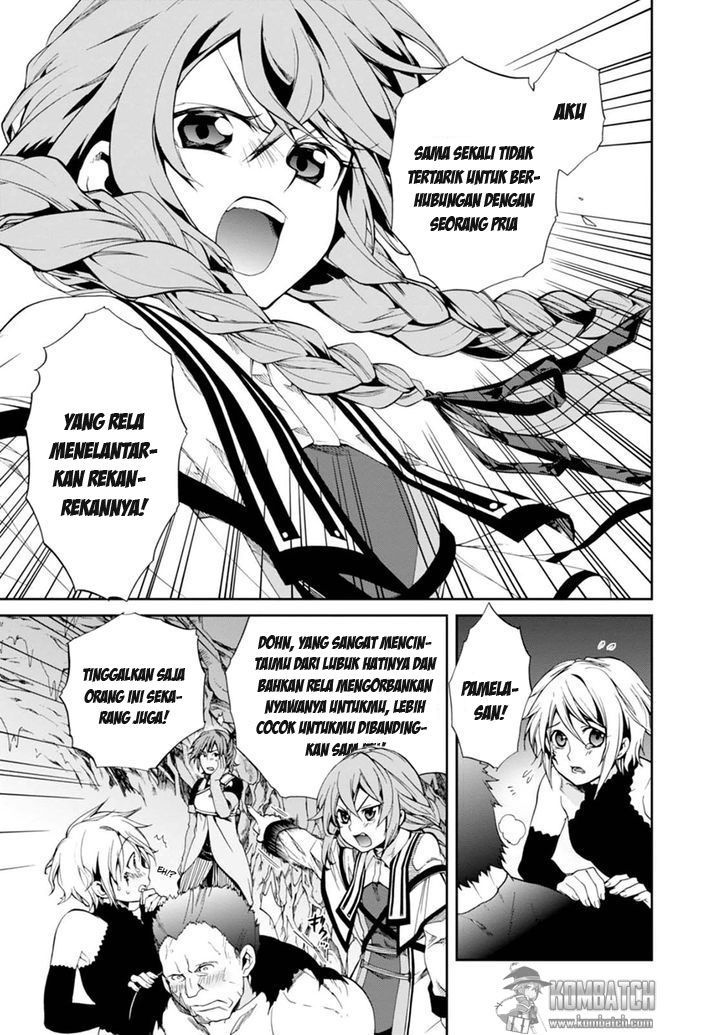 AKU
SAMA SEKALI TIDAK
TERTARIK UNTUK BER-
HUBUNGAN DENGAN
SEORANG PRIA
YANG RELA
MENELANTAR-
KAN REKAN-
REKANNYA!
PAMELA-
SAN!
DOHN, YANG SANGAT MENCIN-
TAIMU DARI LUBUK HATINYA DAN
BAHKAN RELA MENGORBANKAN
NYAWANYA UNTUKMU, LEBIH
COCOK UNTUKMU DIBANDING-
KAN SAM
TINGGALKAN SAJA
ORANG INI SEKA-
RANG JUGA!
EH!?
KOMBATCH
www.kombatch.com